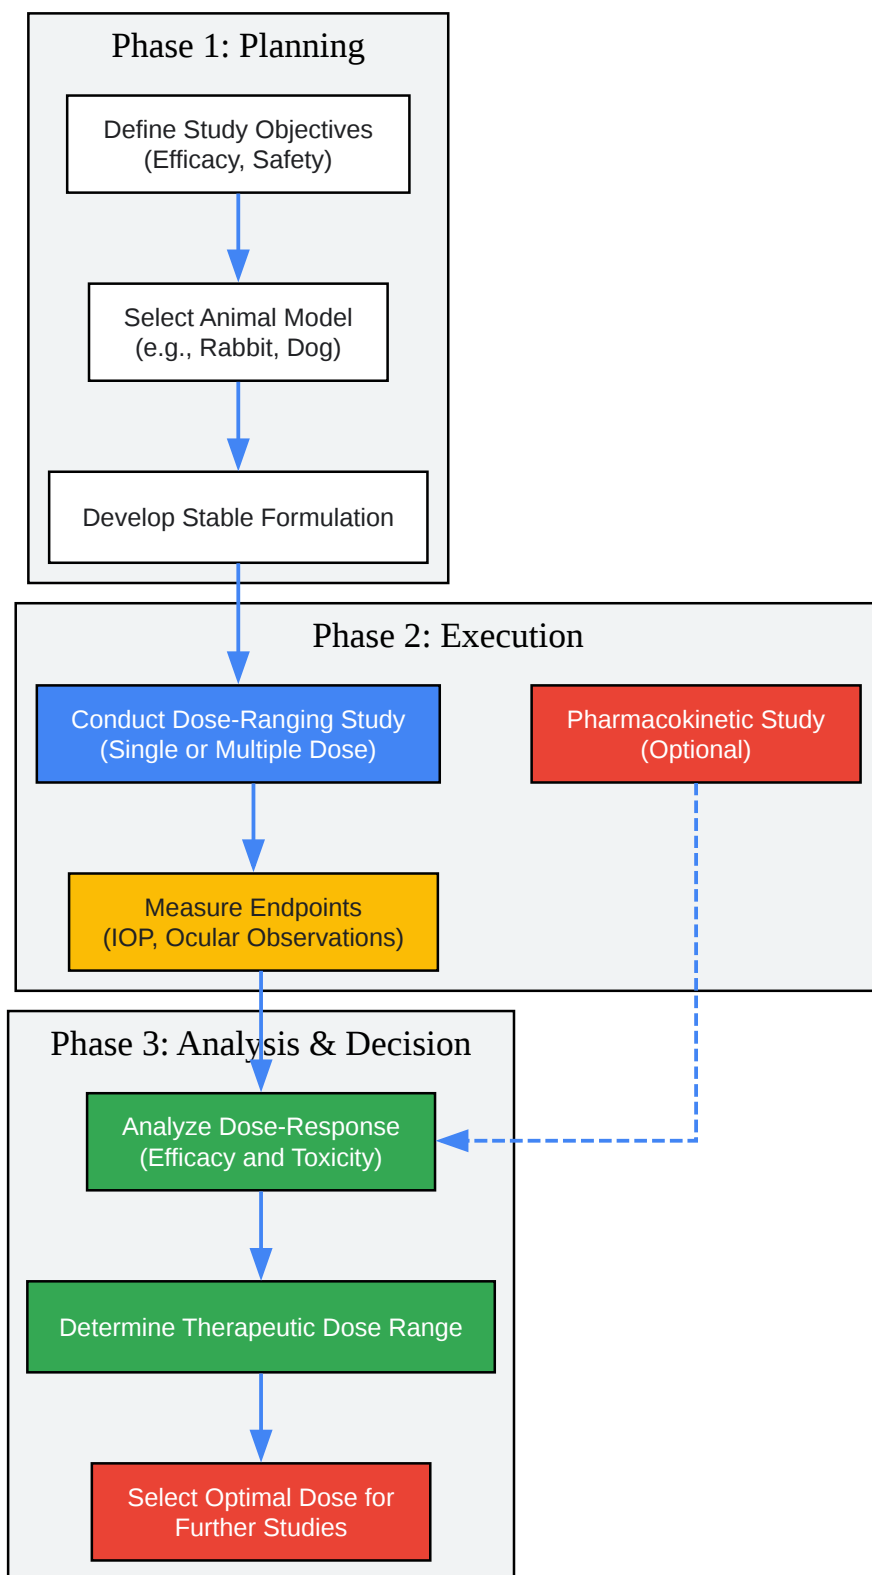 Phase 1: Planning
Define Study Objectives
(Efficacy, Safety)
Select Animal Model
(e.g., Rabbit, Dog)
Develop Stable Formulation
Phase 2: Execution
Conduct Dose-Ranging Study
(Single or Multiple Dose)
Pharmacokinetic Study
(Optional)
Measure Endpoints
(IOP, Ocular Observations)
Phase 3: Analysis & Decision
Analyze Dose-Response
(Efficacy and Toxicity)
Determine Therapeutic Dose Range
Select Optimal Dose for
Further Studies